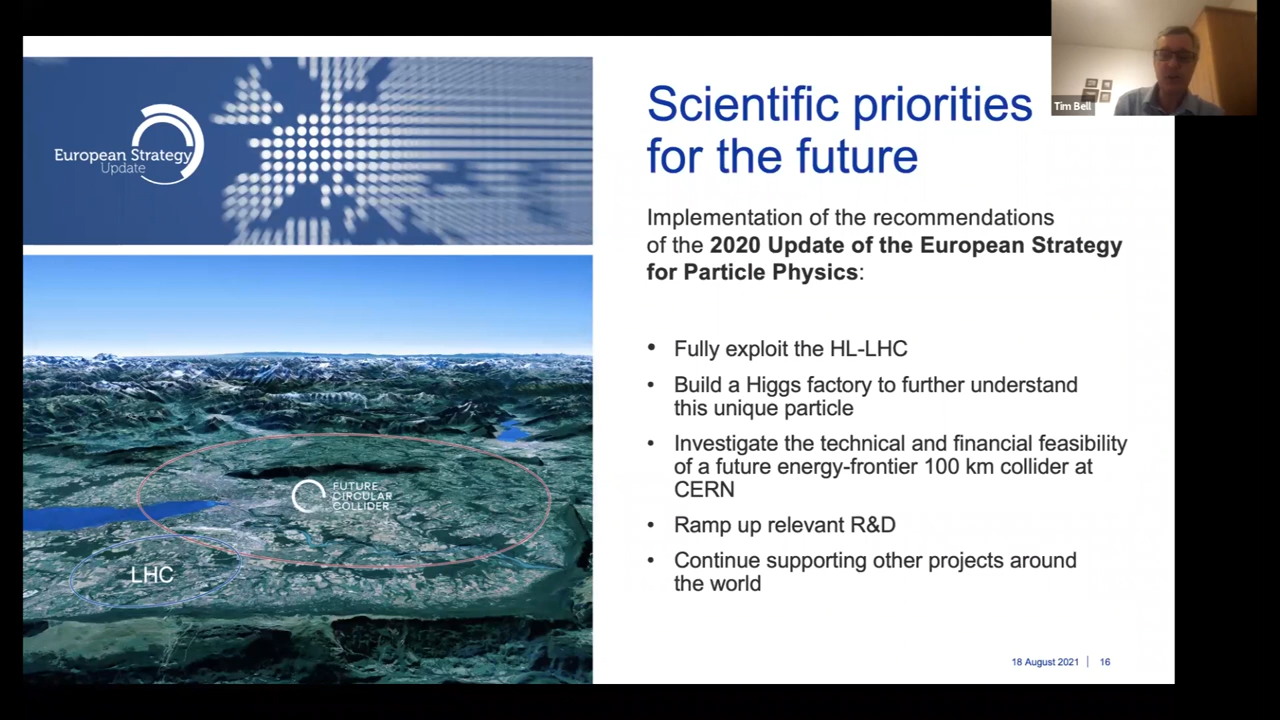 European Strategy
Update
FUTURE
CIRCULAR
COLLIDER
LHC
Scientific priorities
for the future
Implementation of the recommendations
of the 2020 Update of the European Strategy
for Particle Physics:
• Fully exploit the HL-LHC
• Build a Higgs factory to further understand
this unique particle
• Investigate the technical and financial feasibility
of a future energy-frontier 100 km collider at
CERN
• Ramp up relevant R&D
• Continue supporting other projects around
the world
18 August 2021 | 16
Tim Bell